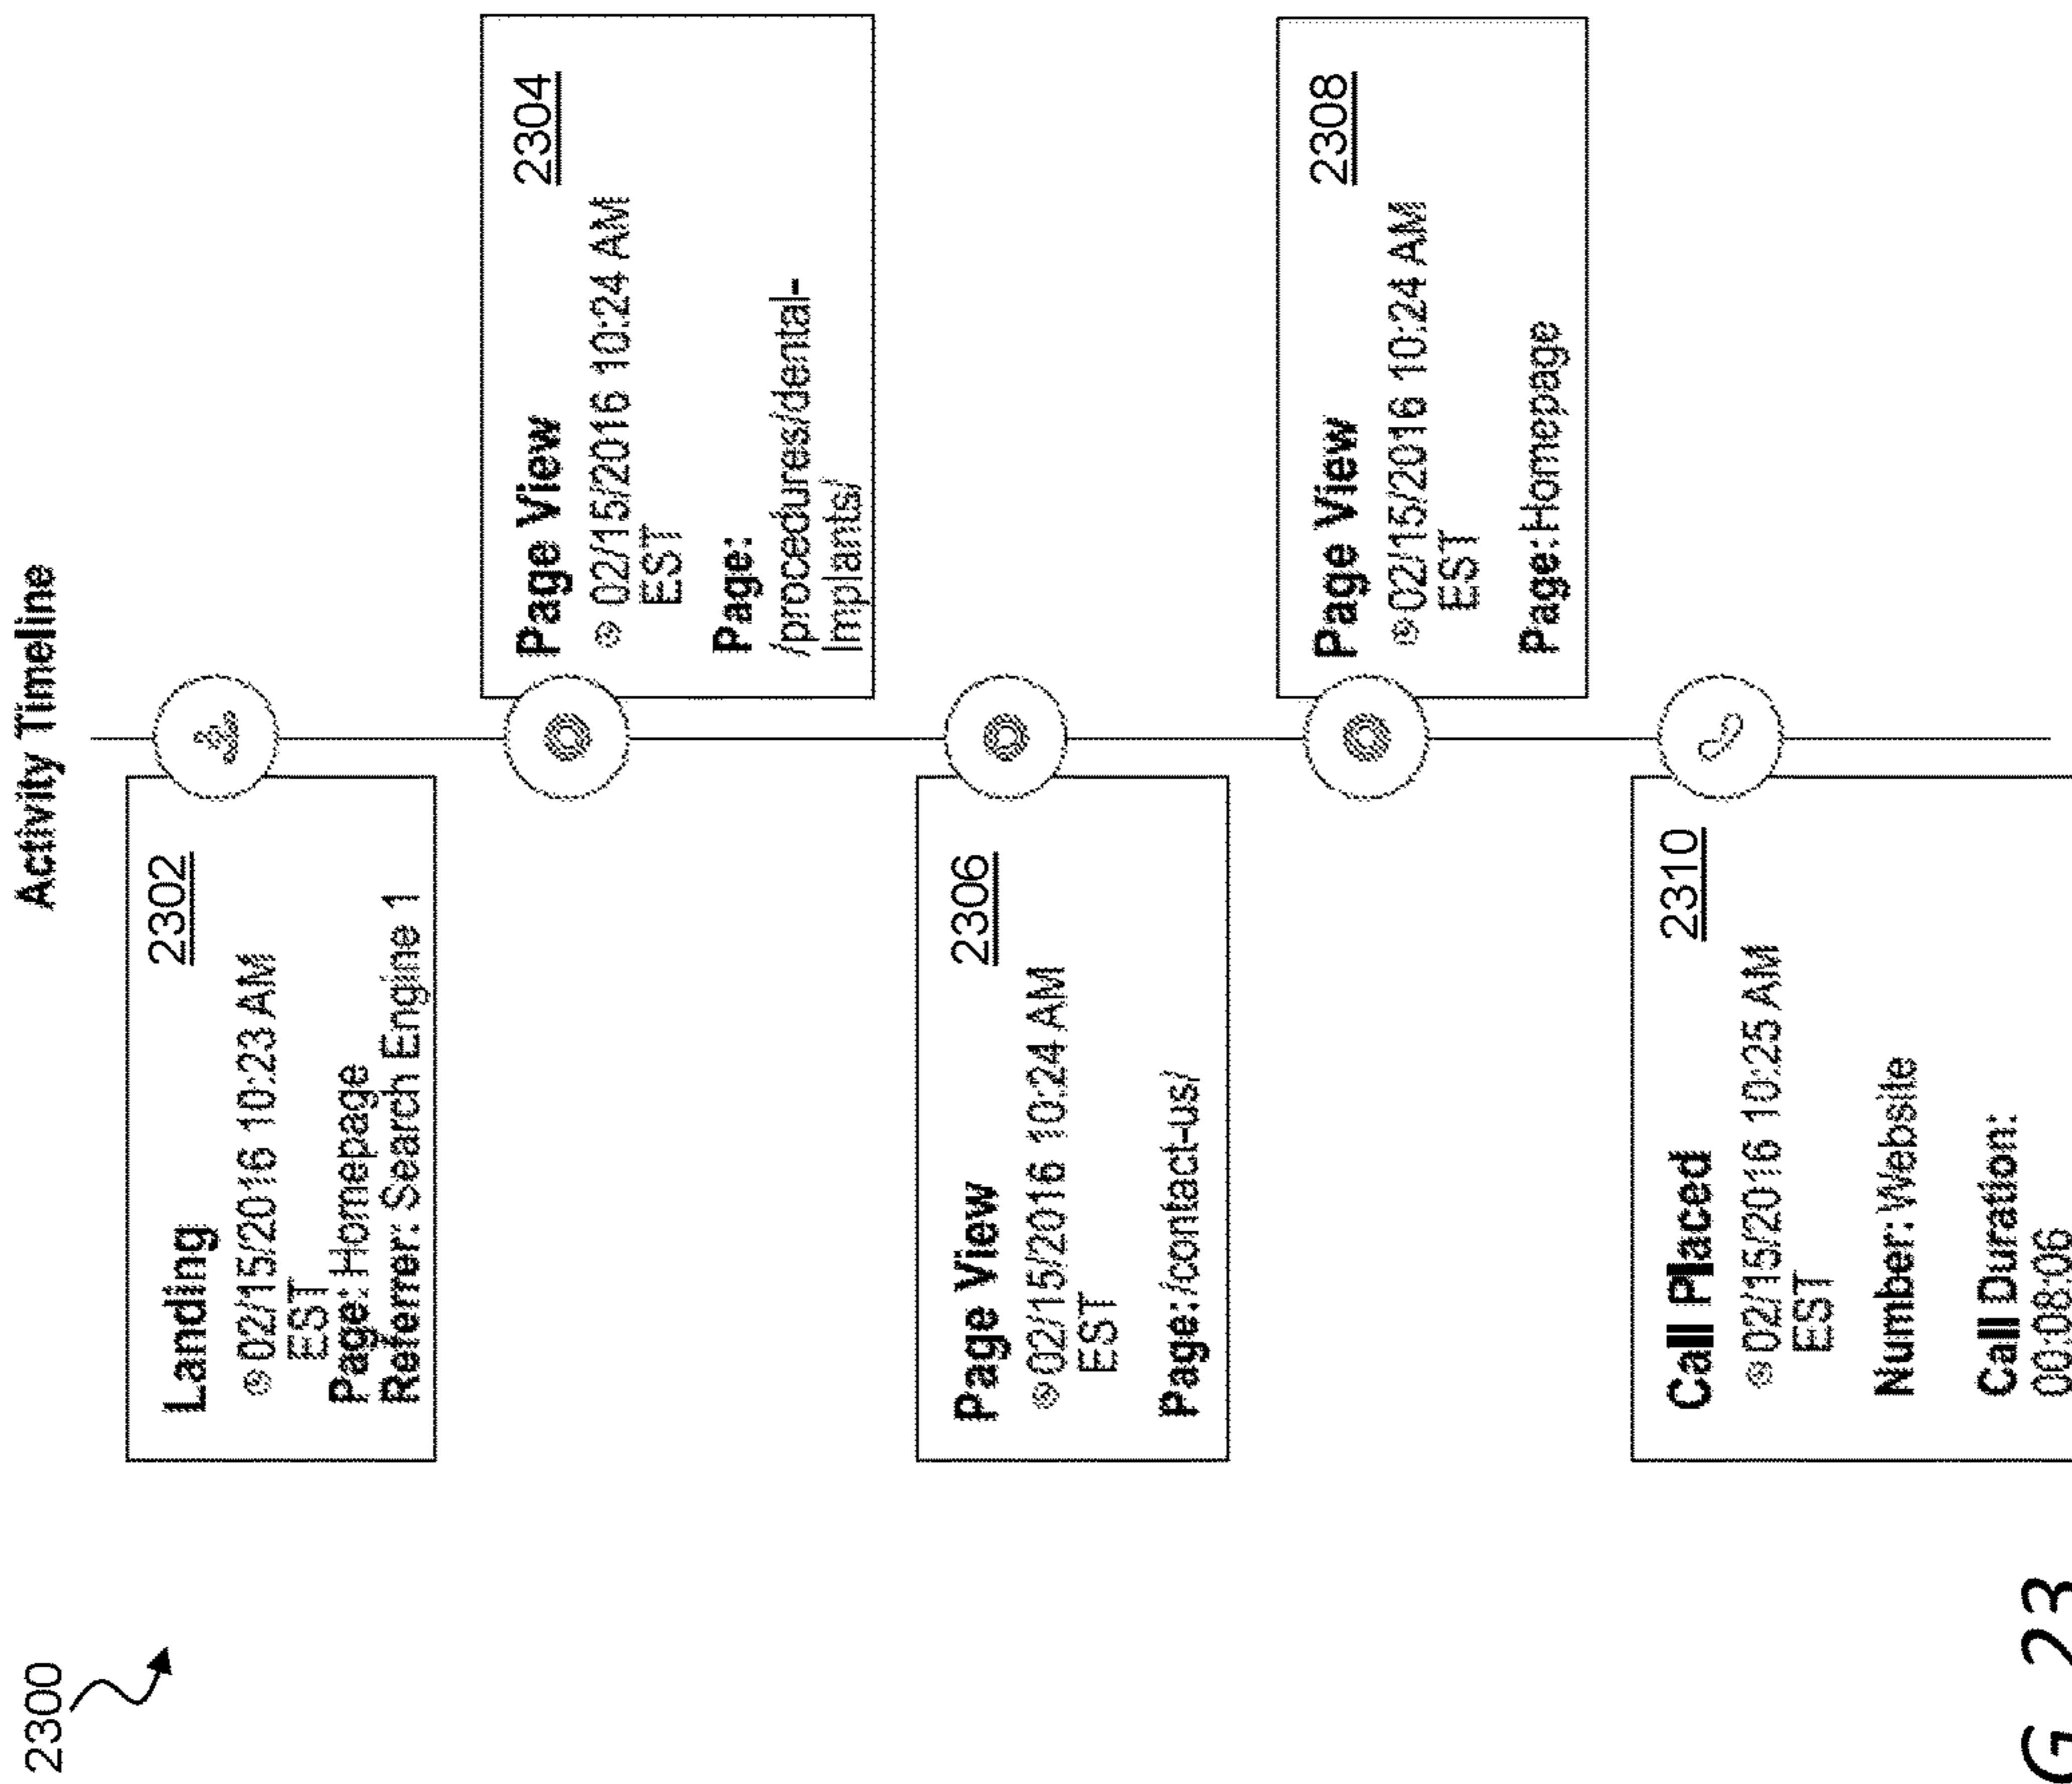 2300
Activity Timeline
Landing
2302
02/15/2016 10:23 AM
EST
Page: Homepage
Referrer: Search Engine 1
Page View
2304
02/15/2016 10:24 AM
EST
Page:
/procedures/dental-
Implants/
Page View
2306
02/15/2016 10:24 AM
EST
Page: /contact-us/
Page View
2308
02/15/2016 10:24 AM
EST
Page: Homepage
Call Placed
2310
02/15/2016 10:25 AM
EST
Number: Website
Call Duration:
00:08:06
G. 23